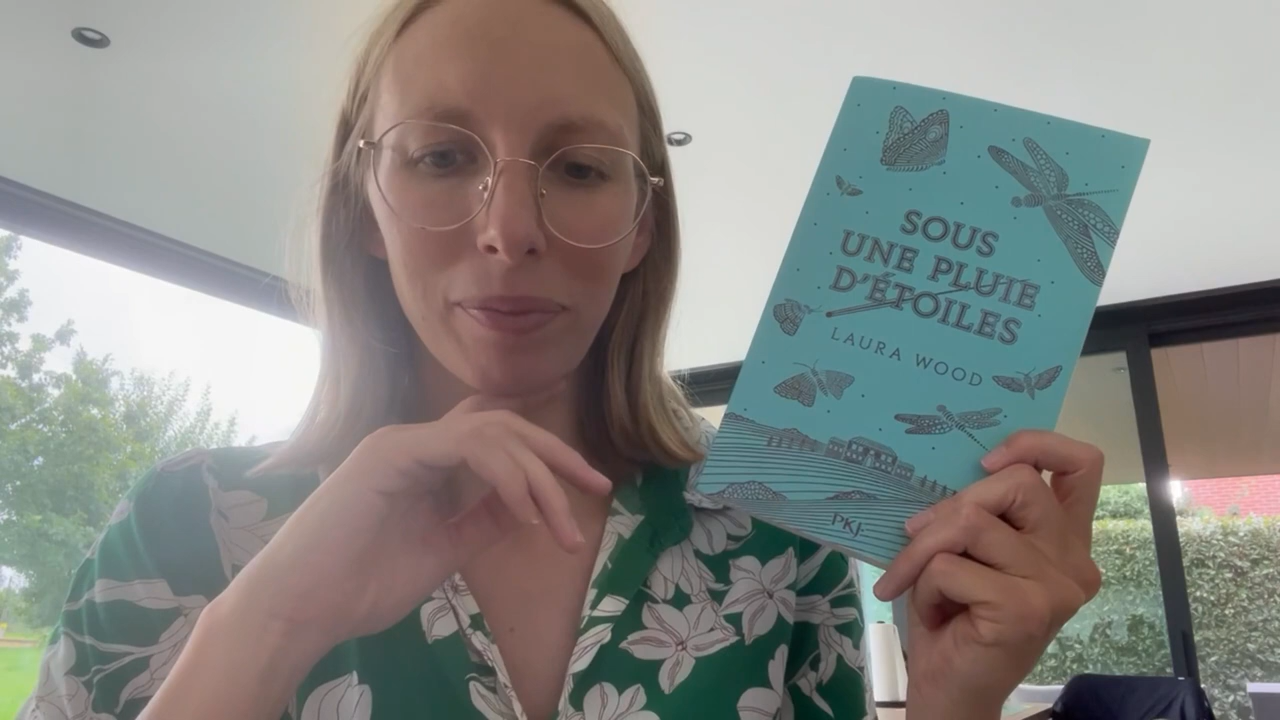 SOUS
UNE PLUIE
D'ÉTOILES
LAURA WOOD
PKJ.